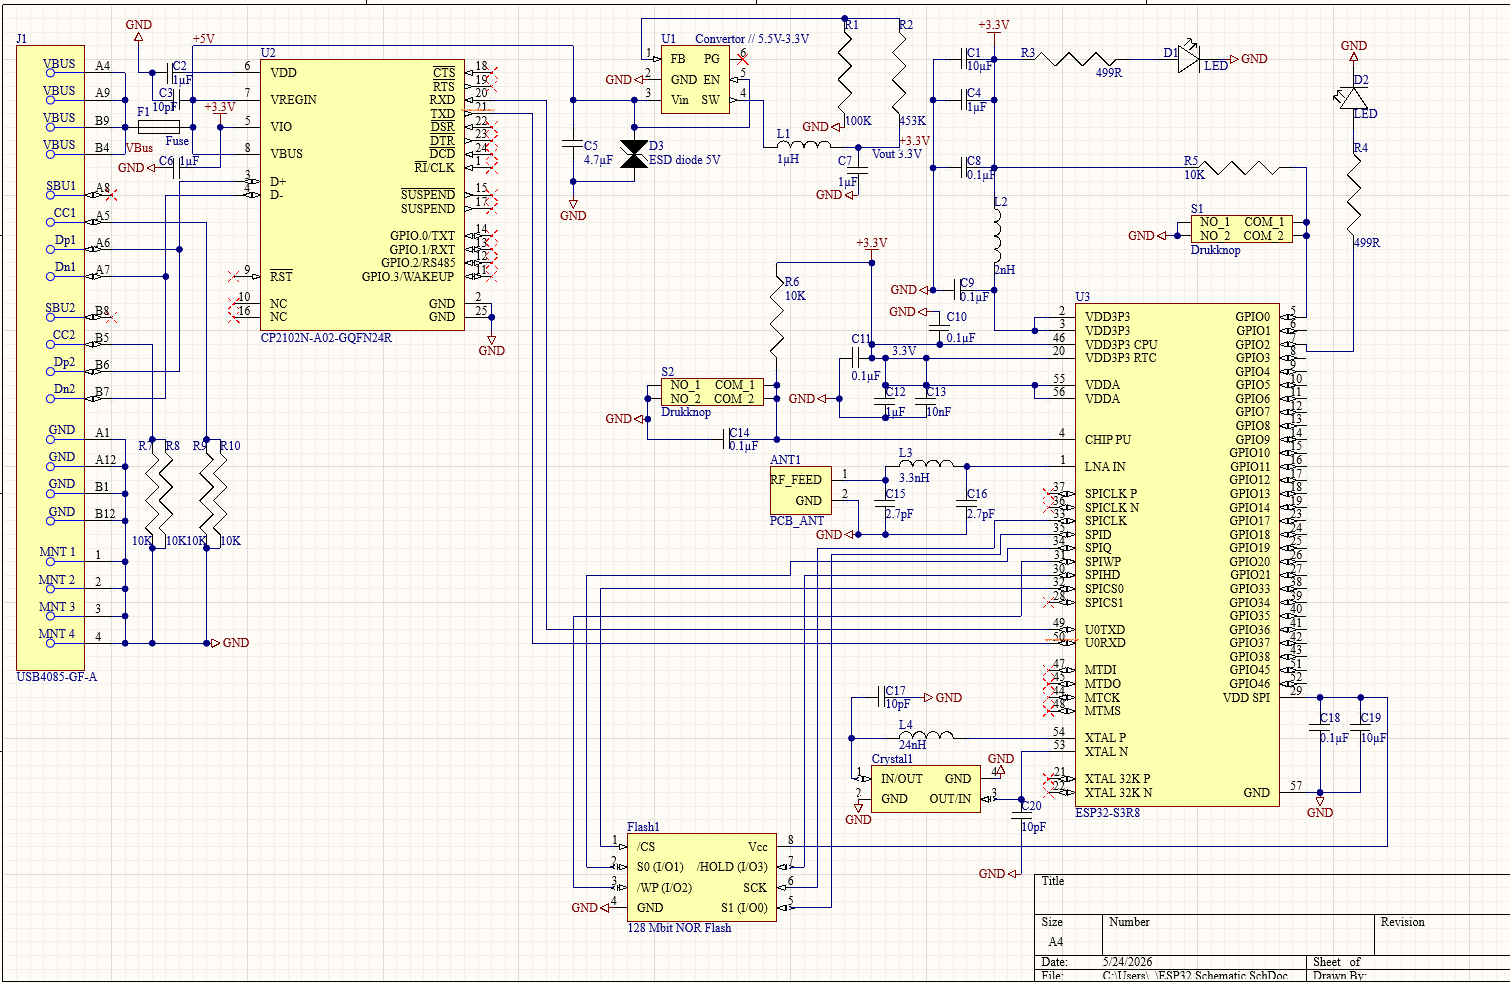 J1
VBUS A4
VBUS A9
VBUS B9
VBUS B4
SBU1 A8
CC1 A5
Dp1 A6
Dn1 A7
SBU2 B8
CC2 B5
Dp2 B6
Dn2 B7
GND A1
GND A12
GND B1
GND B12
MNT 1 1
MNT 2 2
MNT 3 3
MNT 4 4
USB4085-GF-A
GND
+5V
C2
1µF
C3
10pF
+3.3V
F1
Fuse
VBus
GND
C6 1µF
R7 R8 R9 R10
10K 10K 10K 10K
GND
U2
6 VDD
7 VREGIN
5 VIO
8 VBUS
3 D+
4 D-
9 RST
10 NC
16 NC
CTS 18
RTS 19
RXD 20
TXD 21
DSR 22
DTR 23
DCD 24
RI/CLK 1
SUSPEND 15
SUSPEND 17
GPIO.0/TXT 14
GPIO.1/RXT 13
GPIO.2/RS485 12
GPIO.3/WAKEUP 11
GND 2
GND 25
CP2102N-A02-GQFN24R
GND
U1 Convertor // 5.5V-3.3V
1 FB PG 6
GND 2 GND EN 5
3 Vin SW 4
C5
4.7µF
D3
ESD diode 5V
GND
R1
100K
GND
R2
453K
L1
1µH
+3.3V
Vout 3.3V
C7
1µF
GND
+3.3V
C1
10µF
C4
1µF
C8
0.1µF
L2
2nH
GND
C9
0.1µF
R3
499R
D1
LED
GND
GND
D2
LED
R4
499R
R5
10K
S1
NO_1 COM_1
NO_2 COM_2
Drukknop
GND
+3.3V
R6
10K
GND
C10
0.1µF
C11
0.1µF
3.3V
GND
C12
1µF
C13
10nF
S2
NO_1 COM_1
NO_2 COM_2
Drukknop
GND
C14
0.1µF
ANT1
RF_FEED 1
GND 2
PCB_ANT
L3
3.3nH
C15
2.7pF
C16
2.7pF
GND
U3
2 VDD3P3
3 VDD3P3
46 VDD3P3 CPU
20 VDD3P3 RTC
55 VDDA
56 VDDA
4 CHIP PU
1 LNA IN
37 SPICLK P
36 SPICLK N
33 SPICLK
35 SPID
34 SPIQ
31 SPIWP
30 SPIHD
32 SPICS0
28 SPICS1
49 U0TXD
50 U0RXD
47 MTDI
45 MTDO
44 MTCK
48 MTMS
54 XTAL P
53 XTAL N
21 XTAL 32K P
22 XTAL 32K N
GPIO0 5
GPIO1 6
GPIO2 7
GPIO3 8
GPIO4 9
GPIO5 10
GPIO6 11
GPIO7 12
GPIO8 13
GPIO9 14
GPIO10 15
GPIO11 16
GPIO12 17
GPIO13 18
GPIO14 19
GPIO17 23
GPIO18 24
GPIO19 25
GPIO20 26
GPIO21 27
GPIO33 38
GPIO34 39
GPIO35 40
GPIO36 41
GPIO37 42
GPIO38 43
GPIO45 51
GPIO46 52
VDD SPI 29
GND 57
ESP32-S3R8
C18
0.1µF
C19
10µF
GND
C17
10pF
GND
L4
24nH
Crystal1
1 IN/OUT GND 4
2 GND OUT/IN 3
GND
GND
C20
10pF
GND
Flash1
1 /CS Vcc 8
2 S0 (I/O1) /HOLD (I/O3) 7
3 /WP (I/O2) SCK 6
GND 4 GND S1 (I/O0) 5
128 Mbit NOR Flash
Title
Size Number Revision
A4
Date: 5/24/2026 Sheet of
File: C:\Users\..\ESP32 Schematic.SchDoc Drawn By: